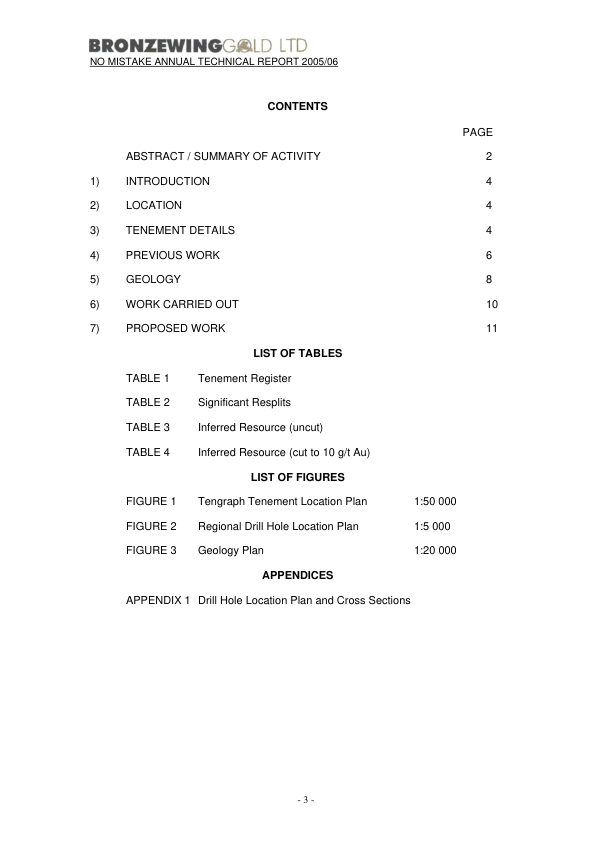 BRONZEWING GOLD LTD
NO MISTAKE ANNUAL TECHNICAL REPORT 2005/06
CONTENTS
PAGE
ABSTRACT / SUMMARY OF ACTIVITY 2
1) INTRODUCTION 4
2) LOCATION 4
3) TENEMENT DETAILS 4
4) PREVIOUS WORK 6
5) GEOLOGY 8
6) WORK CARRIED OUT 10
7) PROPOSED WORK 11
LIST OF TABLES
TABLE 1 Tenement Register
TABLE 2 Significant Resplits
TABLE 3 Inferred Resource (uncut)
TABLE 4 Inferred Resource (cut to 10 g/t Au)
LIST OF FIGURES
FIGURE 1 Tengraph Tenement Location Plan 1:50 000
FIGURE 2 Regional Drill Hole Location Plan 1:5 000
FIGURE 3 Geology Plan 1:20 000
APPENDICES
APPENDIX 1 Drill Hole Location Plan and Cross Sections
- 3 -